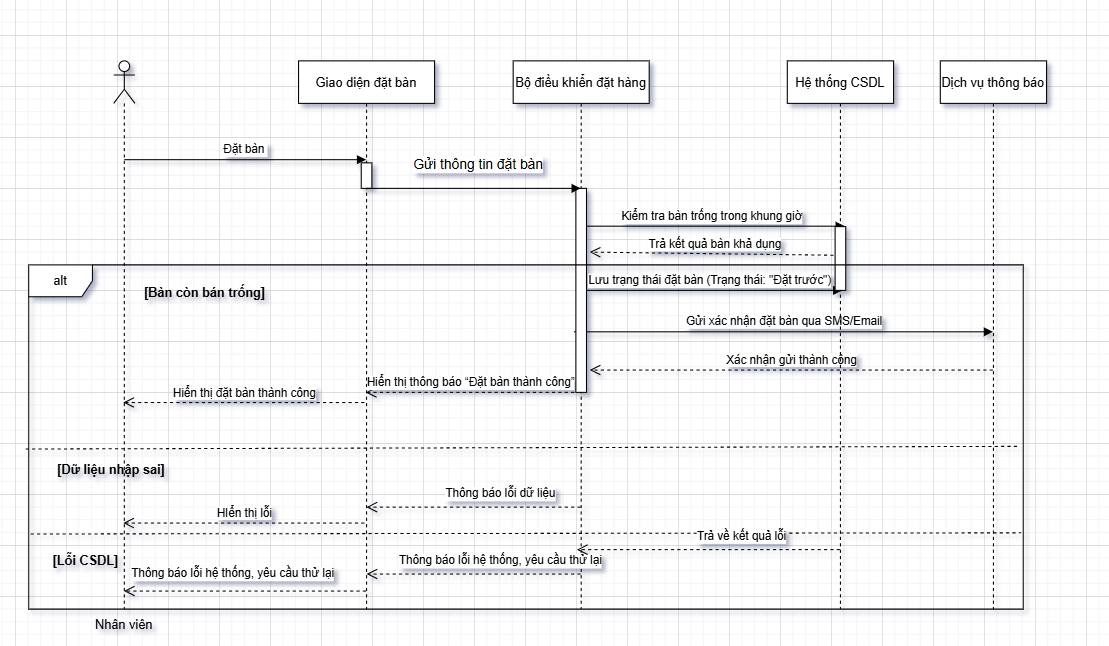 Giao diện đặt bàn
Bộ điều khiển đặt hàng
Hệ thống CSDL
Dịch vụ thông báo
Đặt bàn
Gửi thông tin đặt bàn
Kiểm tra bàn trống trong khung giờ
Trả kết quả bàn khả dụng
alt
[Bàn còn bán trống]
Lưu trạng thái đặt bàn (Trạng thái: "Đặt trước")
Gửi xác nhận đặt bàn qua SMS/Email
Xác nhận gửi thành công
Hiển thị thông báo “Đặt bàn thành công”
Hiển thị đặt bàn thành công
[Dữ liệu nhập sai]
Thông báo lỗi dữ liệu
HIển thị lỗi
Trả về kết quả lỗi
[Lỗi CSDL]
Thông báo lỗi hệ thống, yêu cầu thử lại
Thông báo lỗi hệ thống, yêu cầu thử lại
Nhân viên